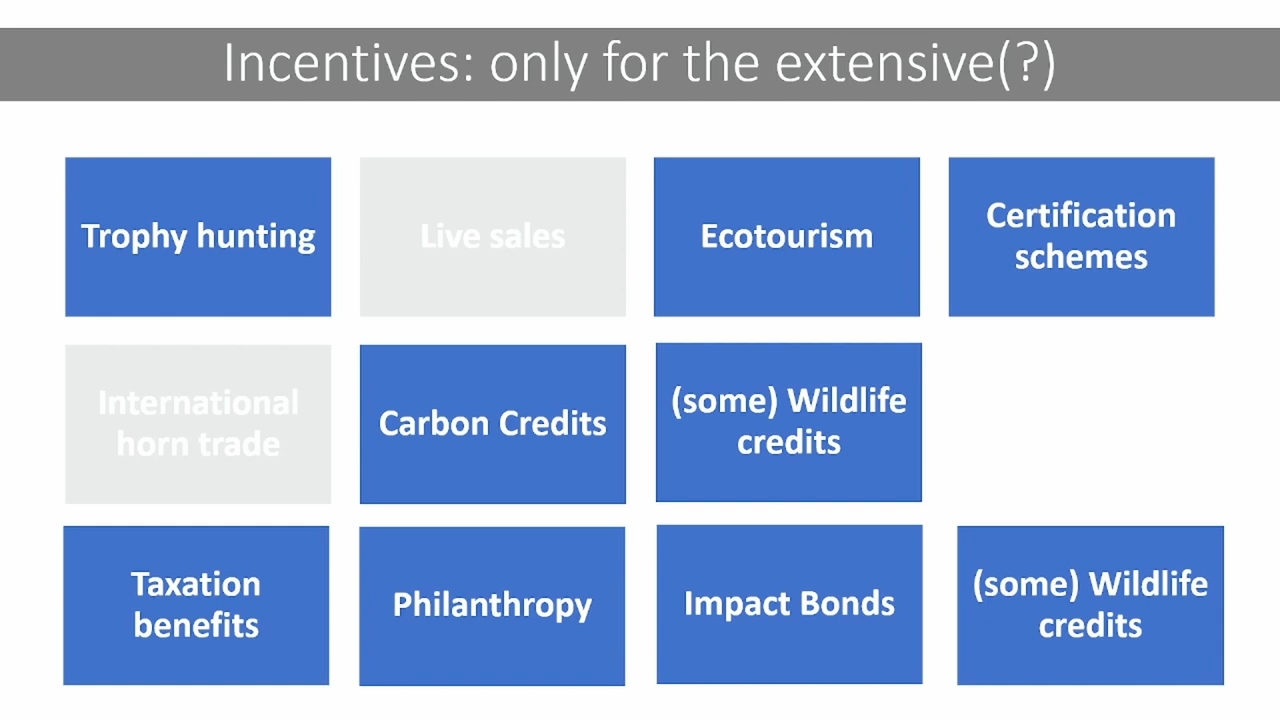 Incentives: only for the extensive(?)
Trophy hunting
Live sales
Ecotourism
Certification
schemes
International
horn trade
Carbon Credits
(some) Wildlife
credits
Taxation
benefits
Philanthropy
Impact Bonds
(some) Wildlife
credits